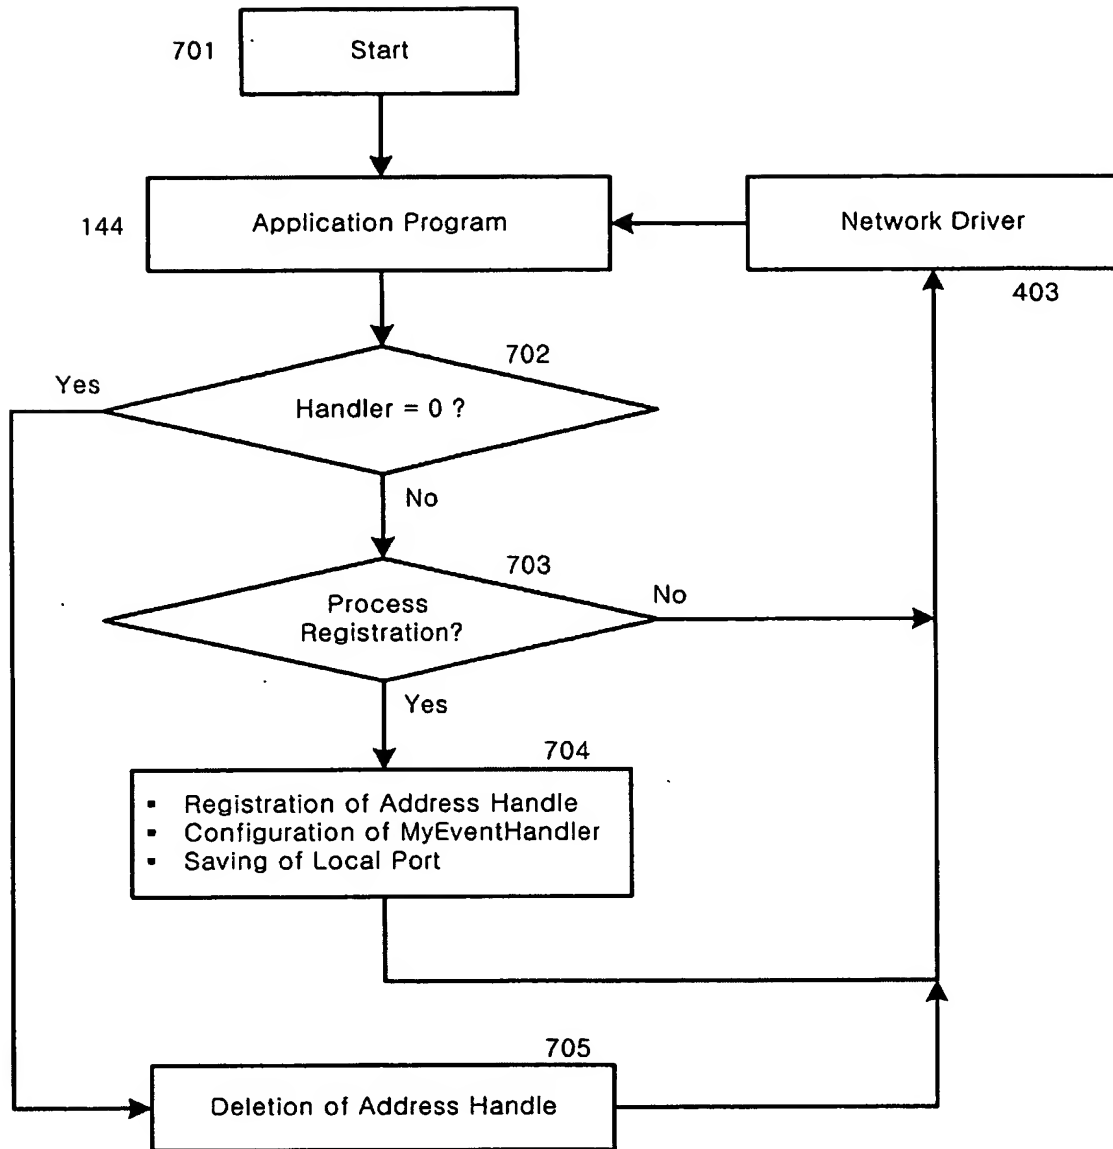 701
Start
144
Application Program
Network Driver
403
702
Yes
Handler = 0 ?
No
703
Process
Registration?
No
Yes
704
▪ Registration of Address Handle
▪ Configuration of MyEventHandler
▪ Saving of Local Port
705
Deletion of Address Handle